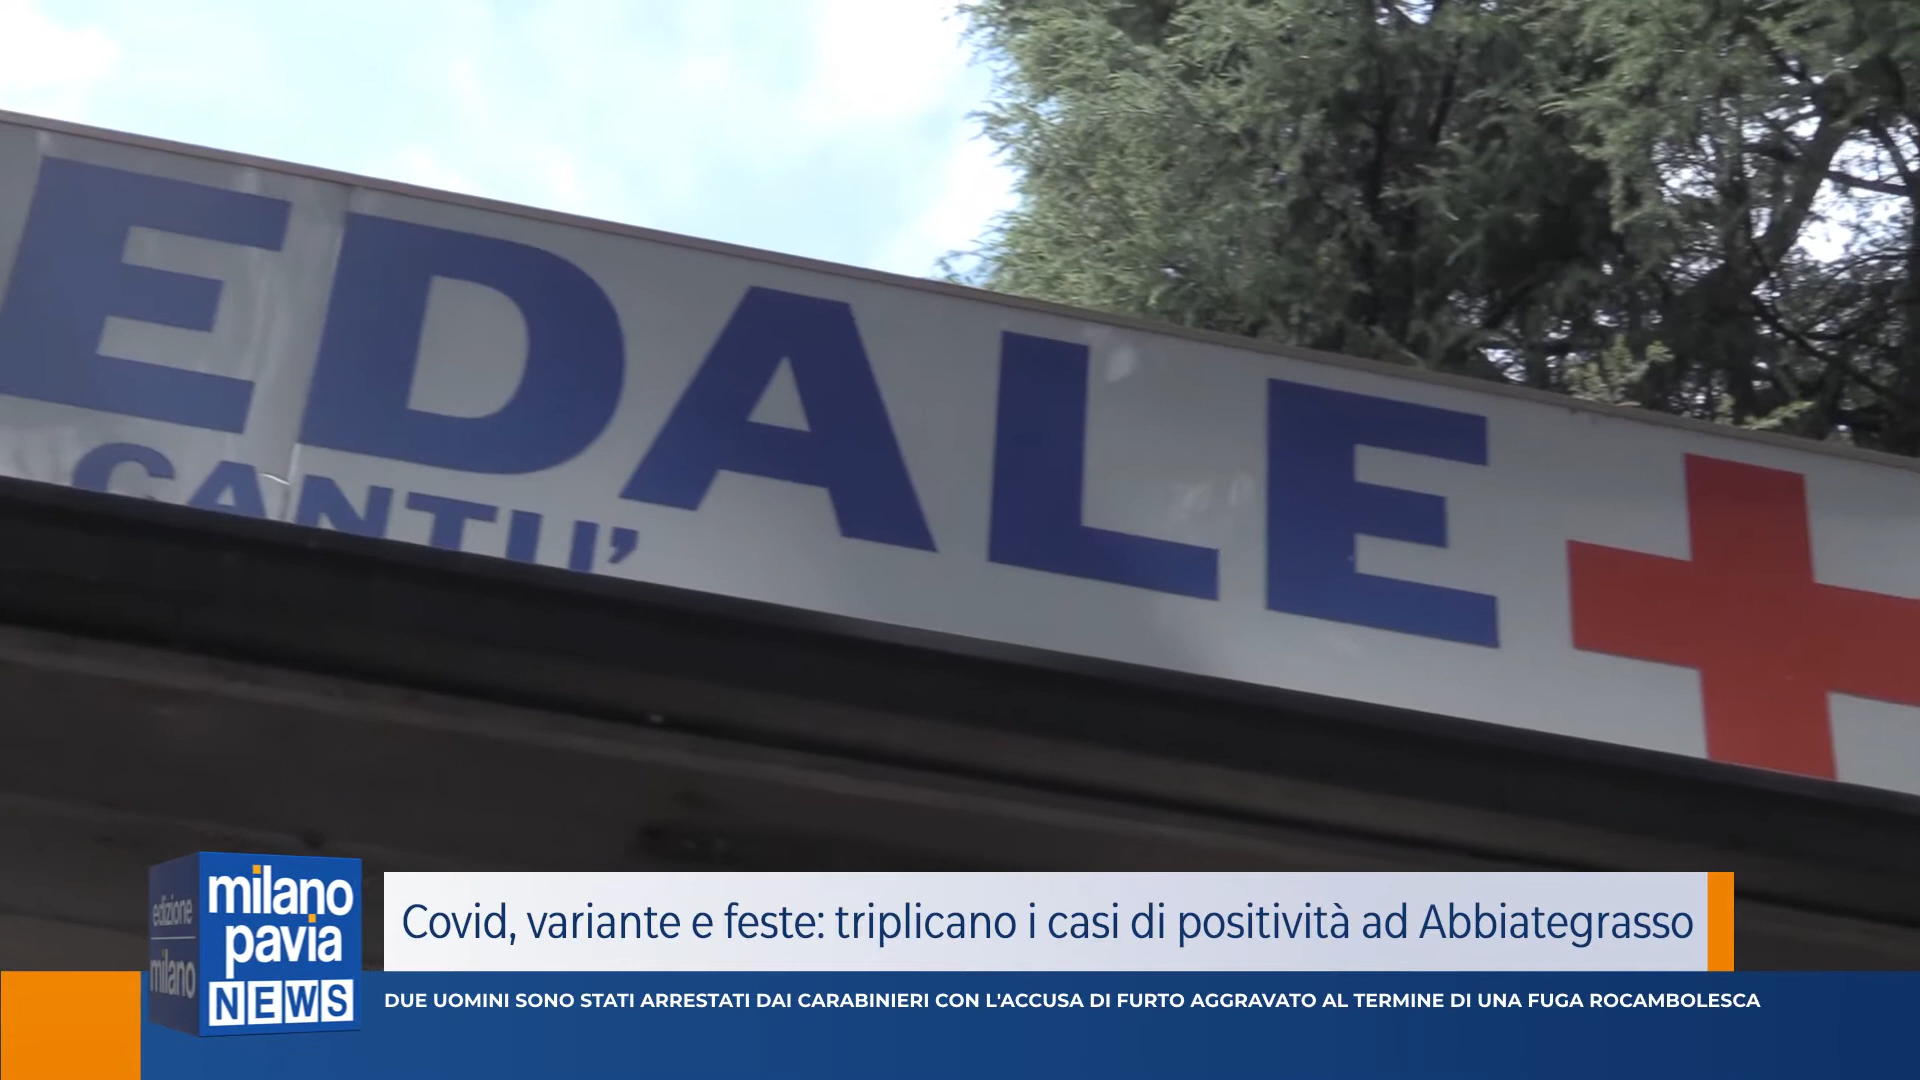 EDALE
CANTU'
edizione
milano
milano
pavia
NEWS
Covid, variante e feste: triplicano i casi di positività ad Abbiategrasso
DUE UOMINI SONO STATI ARRESTATI DAI CARABINIERI CON L'ACCUSA DI FURTO AGGRAVATO AL TERMINE DI UNA FUGA ROCAMBOLESCA